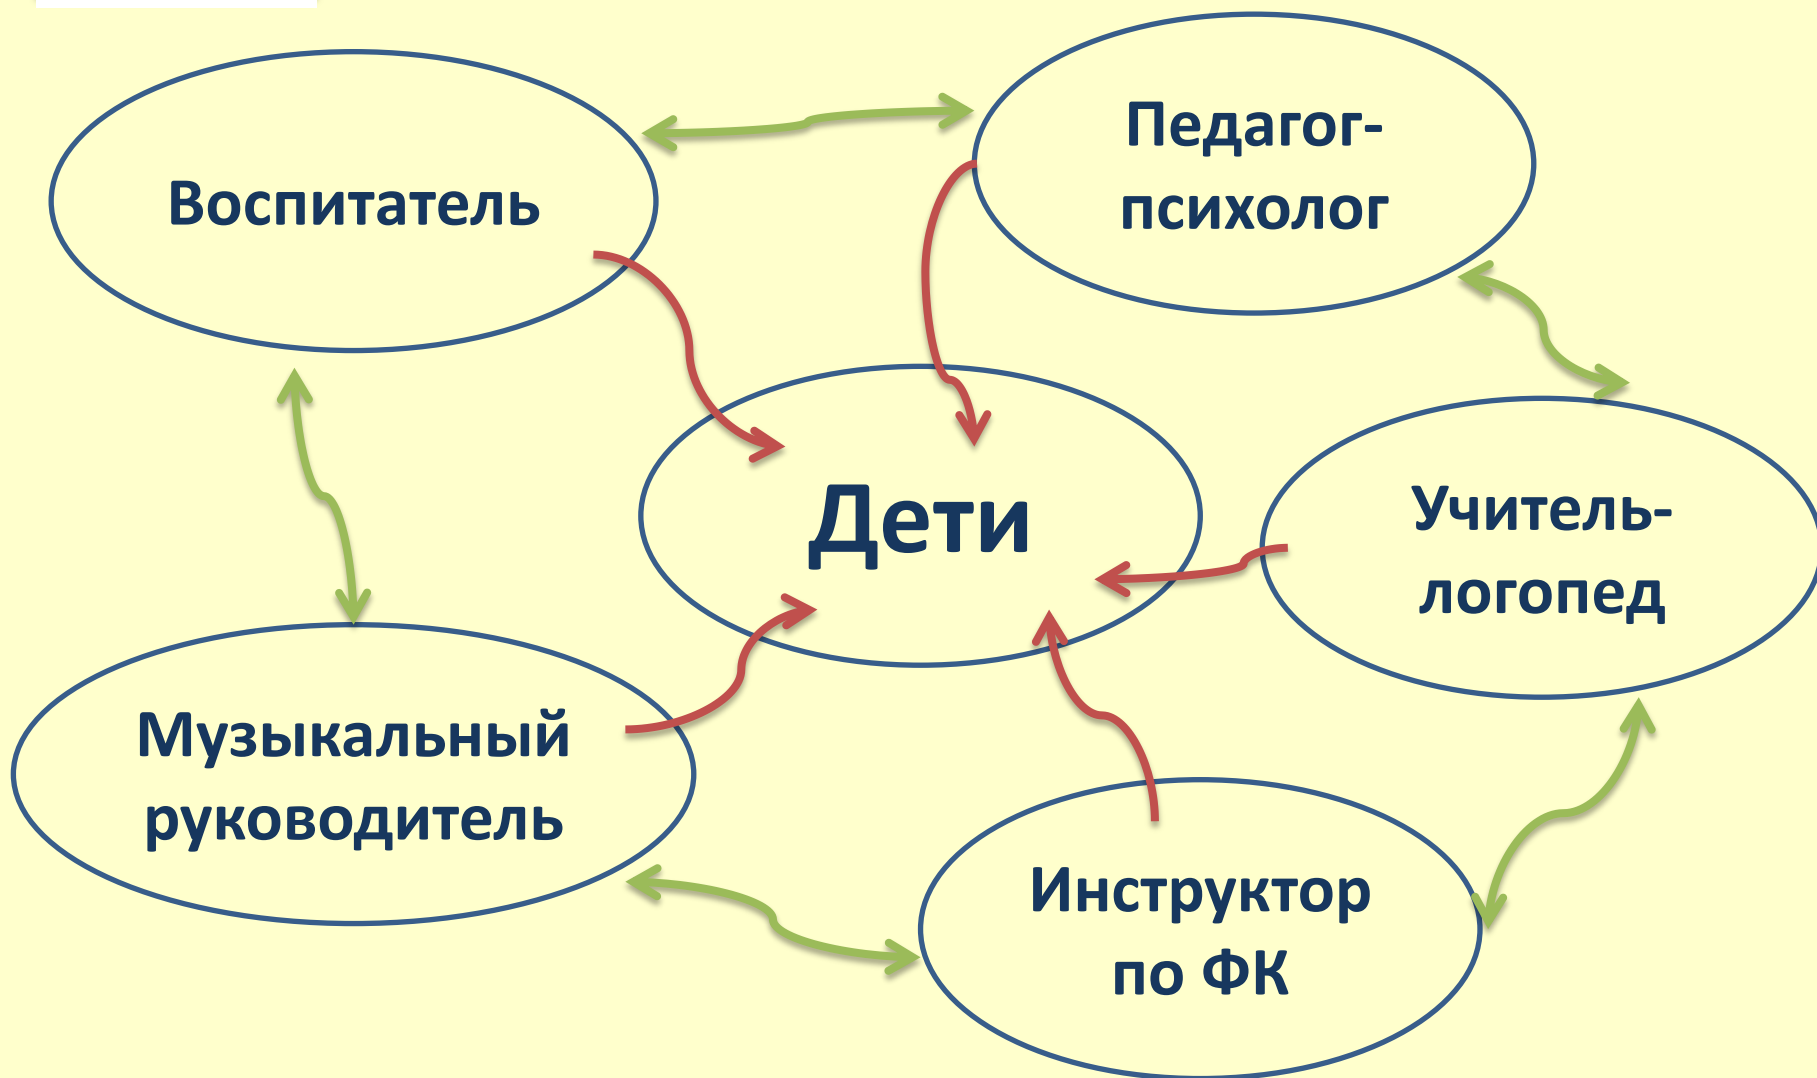 Воспитатель
Педагог-
психолог
Дети
Учитель-
логопед
Музыкальный
руководитель
Инструктор
по ФК